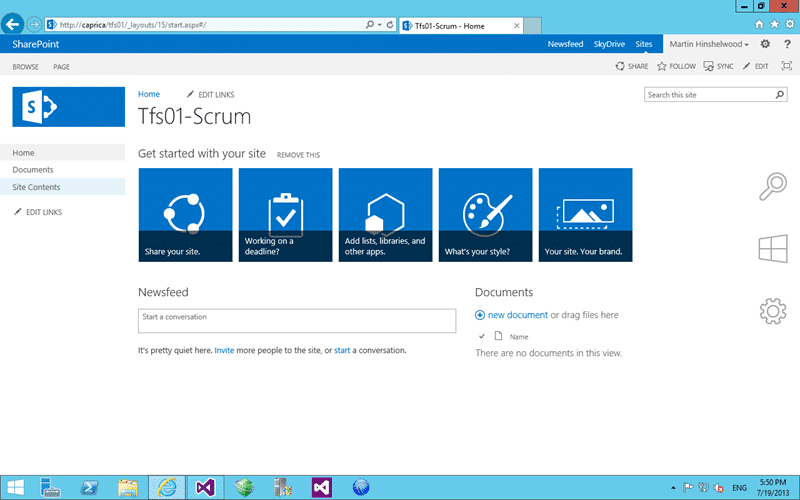 http://caprica/tfs01/_layouts/15/start.aspx#/
Tfs01-Scrum - Home
SharePoint
Newsfeed SkyDrive Sites Martin Hinshelwood ?
BROWSE PAGE
SHARE FOLLOW SYNC EDIT
S
Home EDIT LINKS
Tfs01-Scrum
Search this site
Home
Documents
Site Contents
EDIT LINKS
Get started with your site REMOVE THIS
Share your site.
Working on a deadline?
Add lists, libraries, and other apps.
What's your style?
Your site. Your brand.
Newsfeed
Start a conversation
It's pretty quiet here. Invite more people to the site, or start a conversation.
Documents
new document or drag files here
Name
There are no documents in this view.
ENG
5:50 PM
7/19/2013